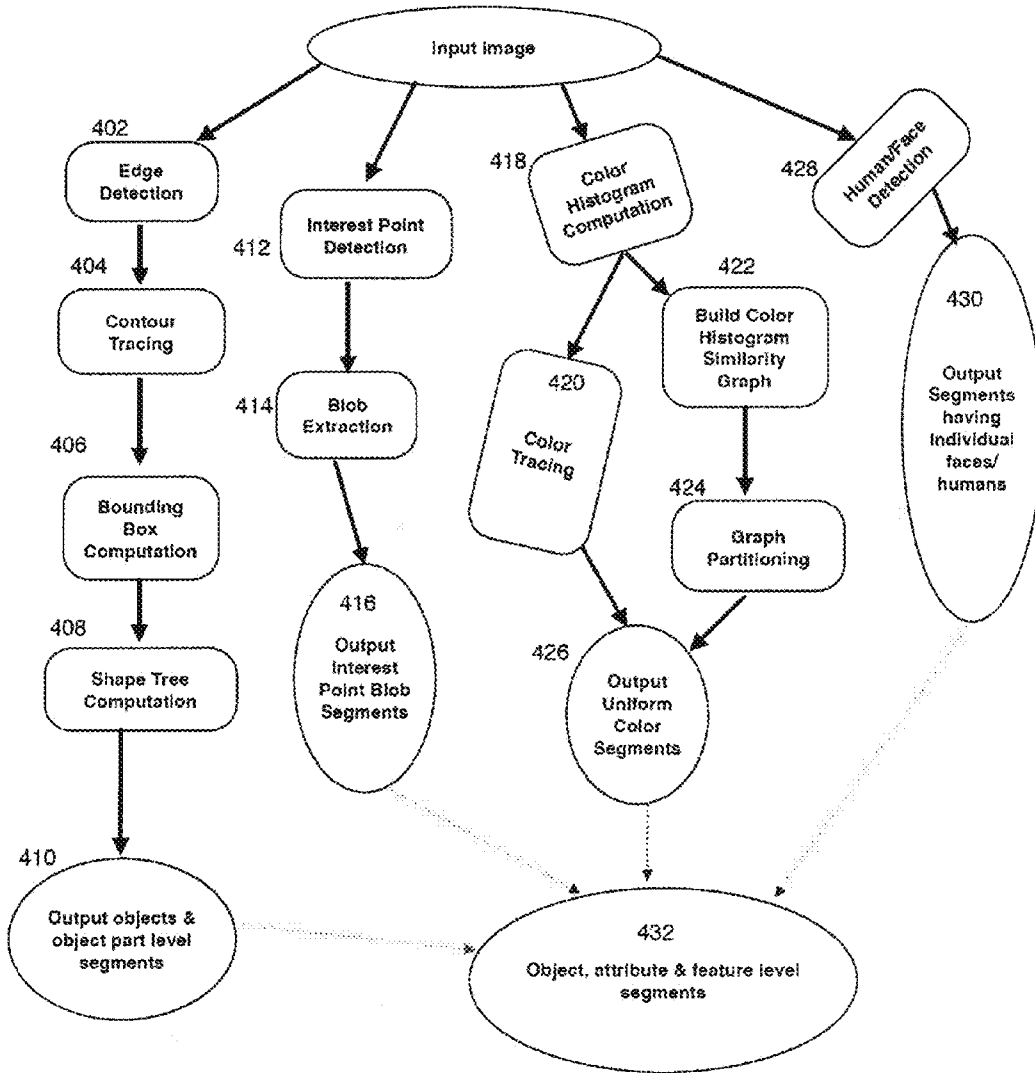 Input image
402
Edge
Detection
404
Contour
Tracing
406
Bounding
Box
Computation
408
Shape Tree
Computation
410
Output objects &
object part level
segments
412
Interest Point
Detection
414
Blob
Extraction
416
Output
Interest
Point Blob
Segments
418
Color
Histogram
Computation
420
Color
Tracing
422
Build Color
Histogram
Similarity
Graph
424
Graph
Partitioning
426
Output
Uniform
Color
Segments
428
Human/Face
Detection
430
Output
Segments
having
Individual
faces/
humans
432
Object, attribute & feature level
segments